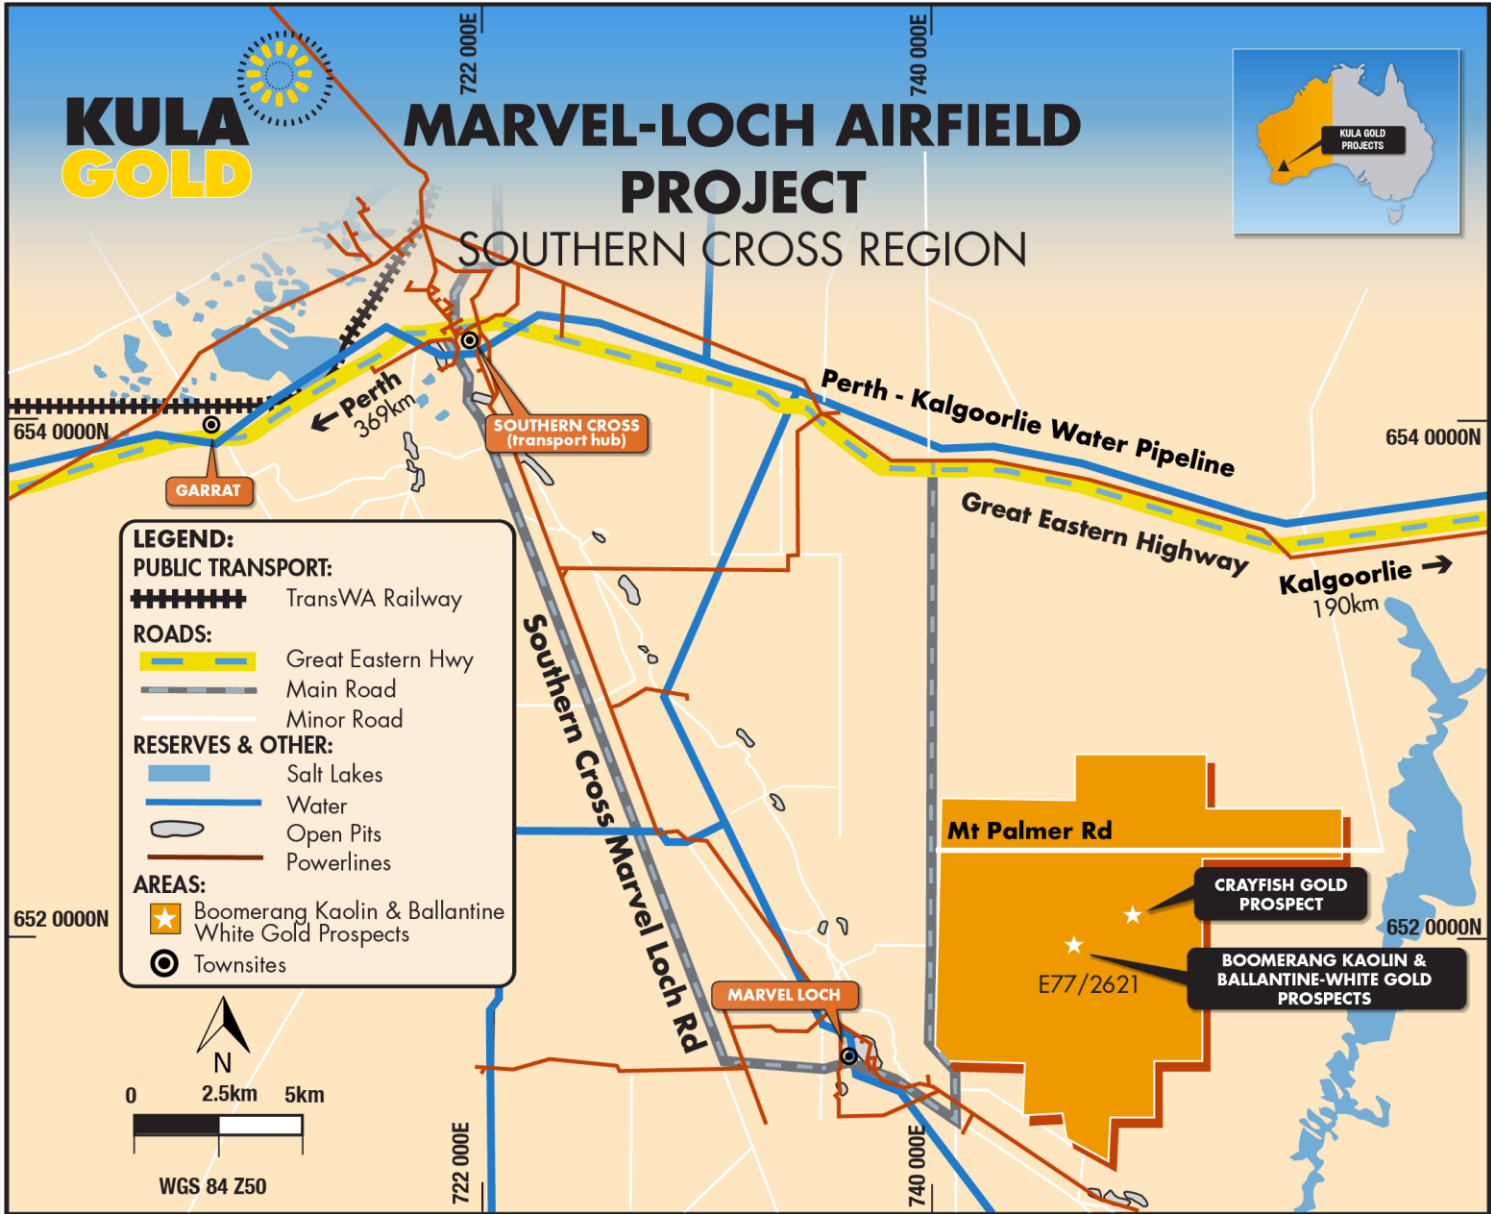 KULA
GOLD
722 000E
740 000E
MARVEL-LOCH AIRFIELD
PROJECT
SOUTHERN CROSS REGION
KULA GOLD
PROJECTS
Perth
369km
654 0000N
GARRAT
SOUTHERN CROSS
(transport hub)
Perth - Kalgoorlie Water Pipeline
654 0000N
Great Eastern Highway
Kalgoorlie
190km
LEGEND:
PUBLIC TRANSPORT:
TransWA Railway
ROADS:
Great Eastern Hwy
Main Road
Minor Road
RESERVES & OTHER:
Salt Lakes
Water
Open Pits
Powerlines
AREAS:
Boomerang Kaolin & Ballantine
White Gold Prospects
Townsites
652 0000N
Southern Cross Marvel Loch Rd
Mt Palmer Rd
CRAYFISH GOLD
PROSPECT
652 0000N
BOOMERANG KAOLIN &
BALLANTINE-WHITE GOLD
PROSPECTS
E77/2621
MARVEL LOCH
N
0 2.5km 5km
WGS 84 Z50
722 000E
740 000E